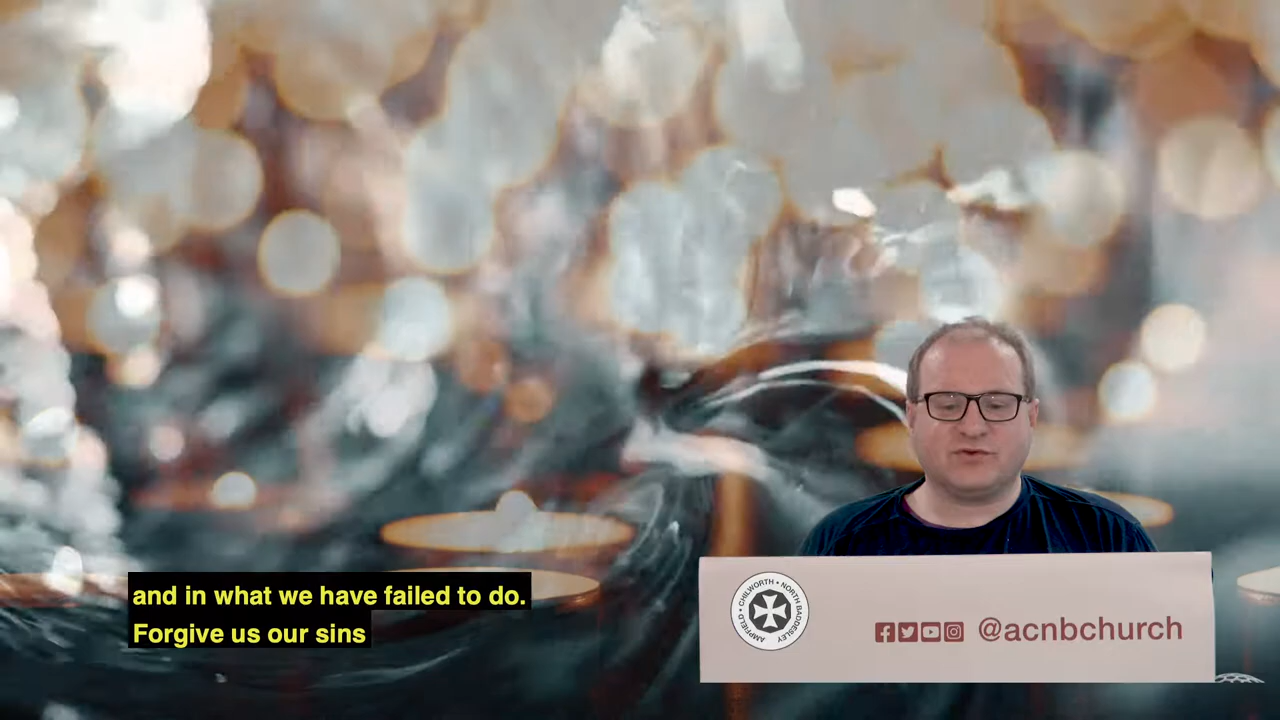 and in what we have failed to do.
Forgive us our sins
CHILWORTH • NORTH BADDESLEY
AMPFIELD •
@acnbchurch